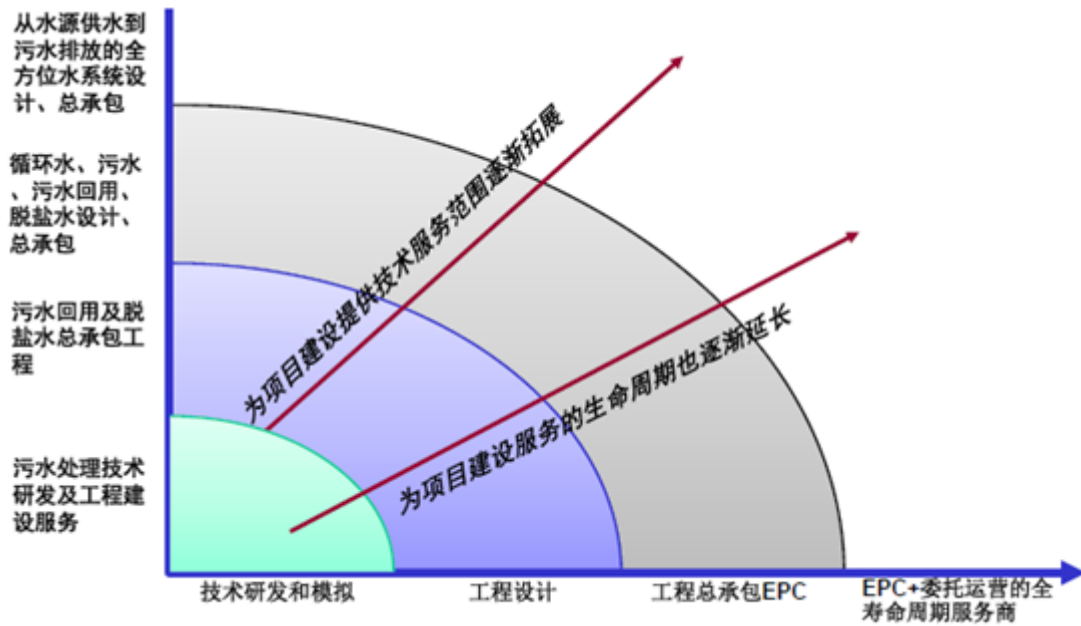 从水源供水到
污水排放的全
方位水系统设
计、总承包
循环水、污水
、污水回用、
脱盐水设计、
总承包
污水回用及脱
盐水总承包工
程
污水处理技术
研发及工程建
设服务
为项目建设提供技术服务范围逐渐拓展
为项目建设服务的生命周期也逐渐延长
技术研发和模拟
工程设计
工程总承包EPC
EPC+委托运营的全
寿命周期服务商